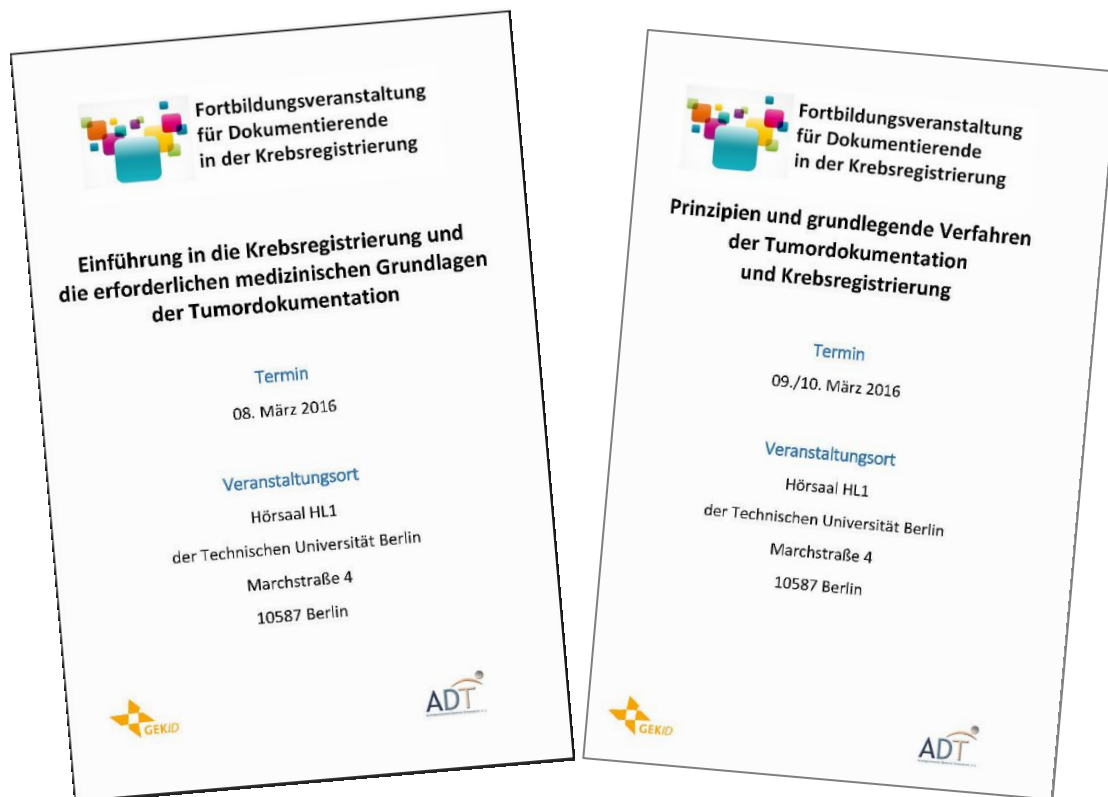 Fortbildungsveranstaltung
für Dokumentierende
in der Krebsregistrierung
Einführung in die Krebsregistrierung und
die erforderlichen medizinischen Grundlagen
der Tumordokumentation
Termin
08. März 2016
Veranstaltungsort
Hörsaal HL1
der Technischen Universität Berlin
Marchstraße 4
10587 Berlin
GEKID
ADT
Fortbildungsveranstaltung
für Dokumentierende
in der Krebsregistrierung
Prinzipien und grundlegende Verfahren
der Tumordokumentation
und Krebsregistrierung
Termin
09./10. März 2016
Veranstaltungsort
Hörsaal HL1
der Technischen Universität Berlin
Marchstraße 4
10587 Berlin
GEKID
ADT